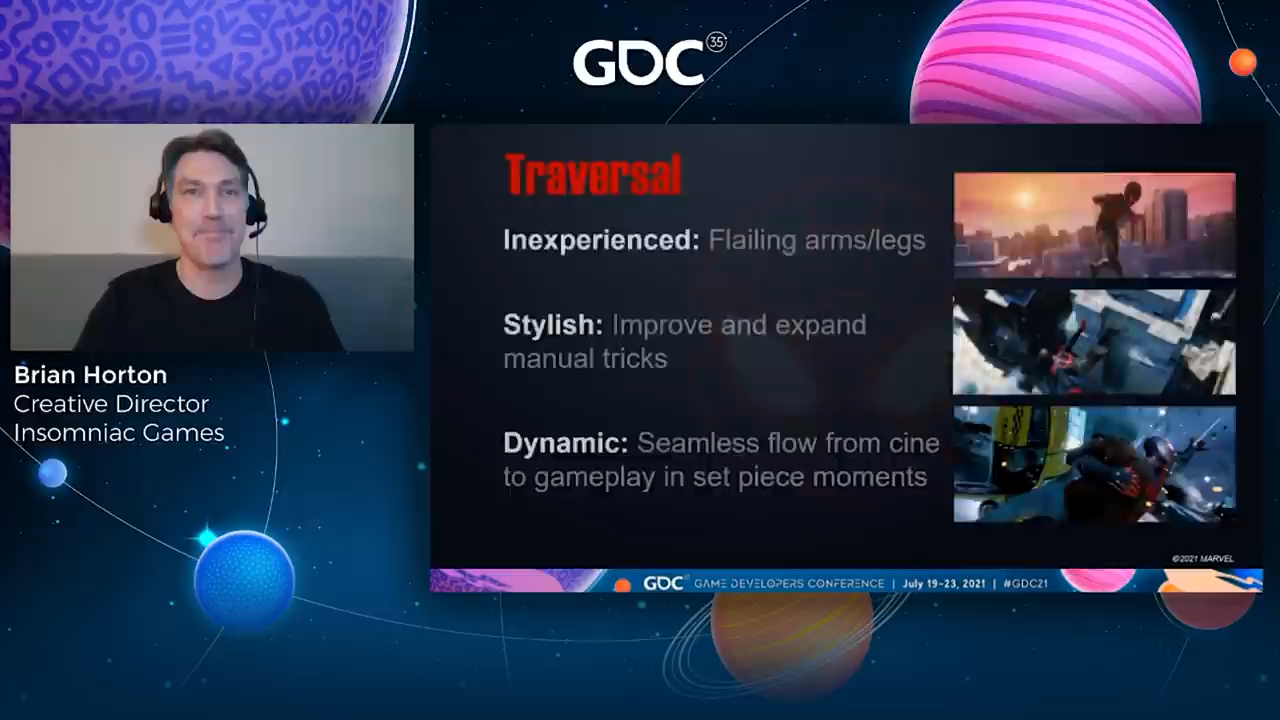 GDC 35
Brian Horton
Creative Director
Insomniac Games
Traversal
Inexperienced: Flailing arms/legs
Stylish: Improve and expand
manual tricks
Dynamic: Seamless flow from cine
to gameplay in set piece moments
©2021 MARVEL
GDC GAME DEVELOPERS CONFERENCE | July 19-23, 2021 | #GDC21